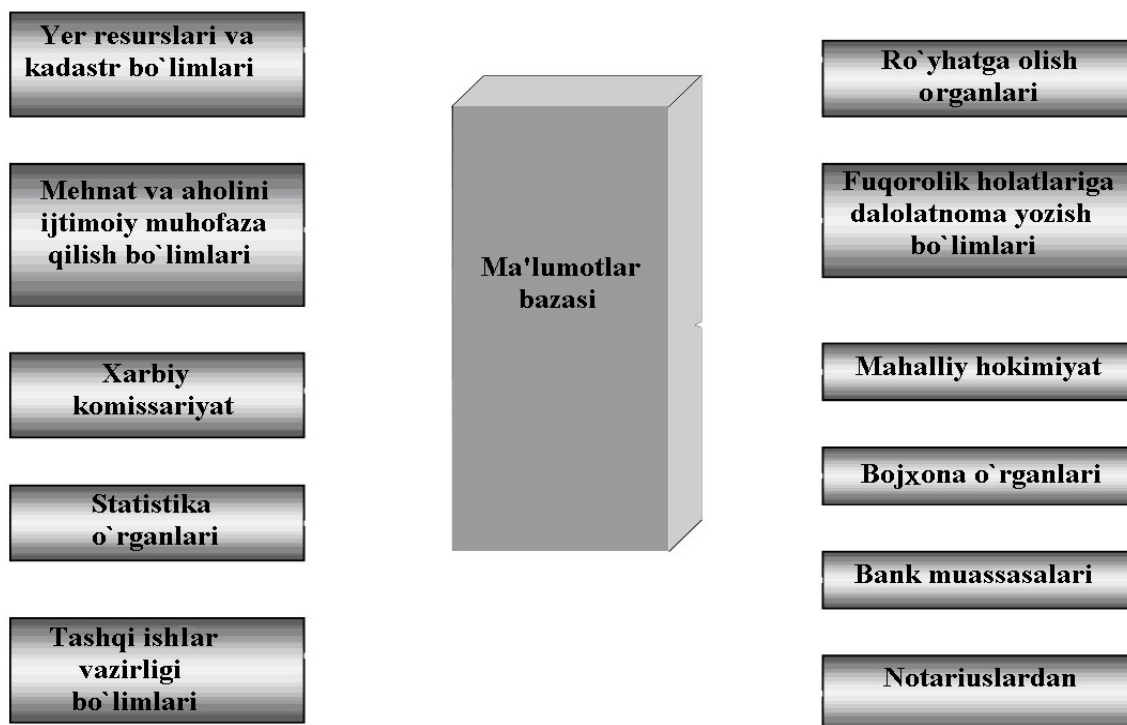 Yer resurslari va
kadastr bo`limlari
Mehnat va aholini
ijtimoiy muhofaza
qilish bo`limlari
Xarbiy
komissariyat
Statistika
o`rganlari
Tashqi ishlar
vazirligi
bo`limlari
Ma'lumotlar
bazasi
Ro`yhatga olish
organlari
Fuqorolik holatlariga
dalolatnoma yozish
bo`limlari
Mahalliy hokimiyat
Bojxona o`rganlari
Bank muassasalari
Notariuslardan